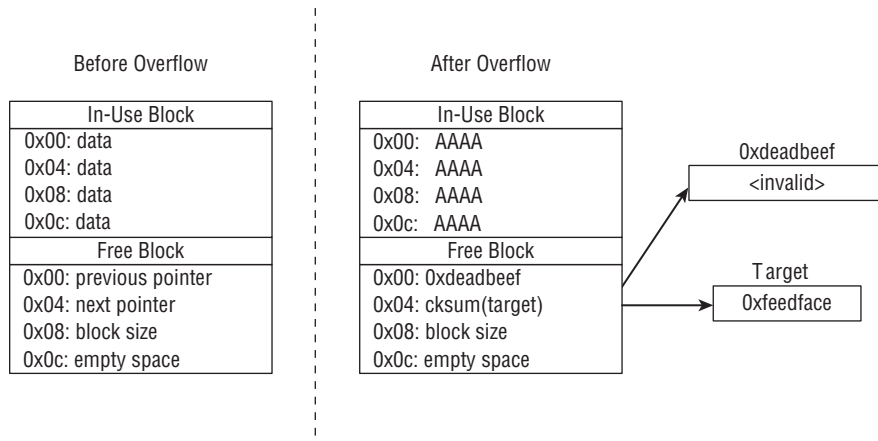 Before Overflow
In-Use Block
0x00: data
0x04: data
0x08: data
0x0c: data
Free Block
0x00: previous pointer
0x04: next pointer
0x08: block size
0x0c: empty space
After Overflow
In-Use Block
0x00: AAAA
0x04: AAAA
0x08: AAAA
0x0c: AAAA
Free Block
0x00: 0xdeadbeef
0x04: cksum(target)
0x08: block size
0x0c: empty space
0xdeadbeef
<invalid>
Target
0xfeedface